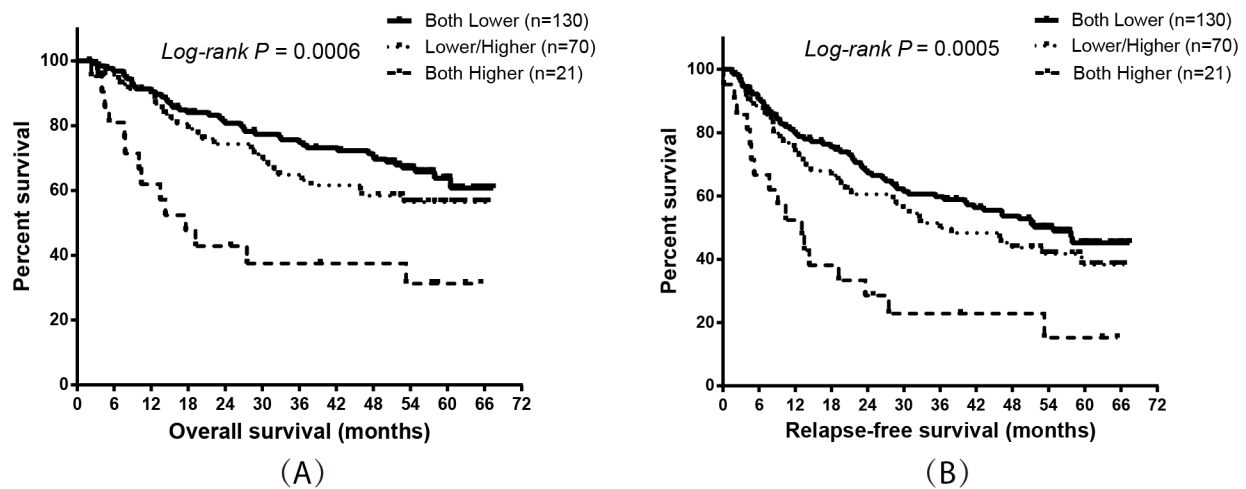 Both Lower (n=130)
Lower/Higher (n=70)
Both Higher (n=21)
Log-rank P = 0.0006
Percent survival
100
80
60
40
20
0
0 6 12 18 24 30 36 42 48 54 60 66 72
Overall survival (months)
(A)
Both Lower (n=130)
Lower/Higher (n=70)
Both Higher (n=21)
Log-rank P = 0.0005
Percent survival
100
80
60
40
20
0
0 6 12 18 24 30 36 42 48 54 60 66 72
Relapse-free survival (months)
(B)